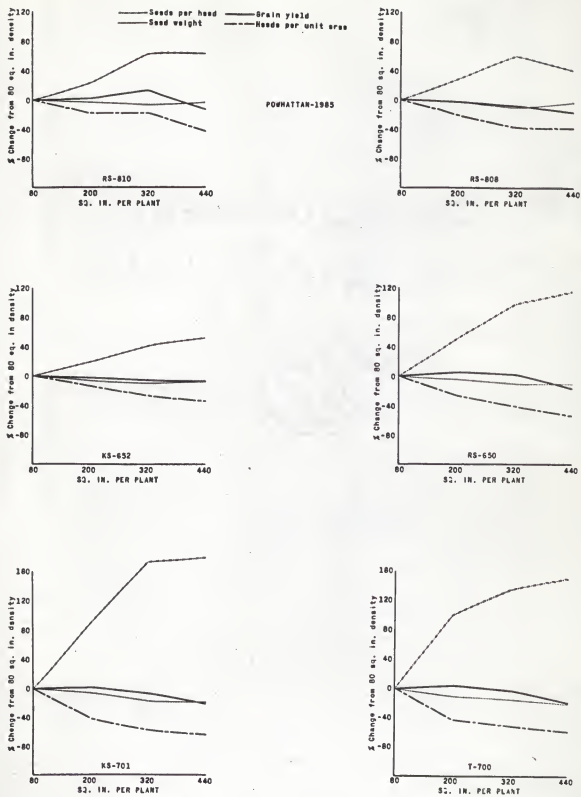 Seeds per head
Seed weight
Grain yield
Heads per unit area
POWHATTAN-1985
% Change from 80 sq. in. density
120
80
40
0
-40
-80
80 200 320 440
RS-810
SQ. IN. PER PLANT
% Change from 80 sq. in. density
120
80
40
0
-40
-80
80 200 320 440
RS-808
SQ. IN. PER PLANT
% Change from 80 sq. in density
120
80
40
0
-40
-80
80 200 320 440
KS-652
SQ. IN. PER PLANT
% Change from 80 sq. in. density
120
80
40
0
-40
-80
80 200 320 440
RS-650
SQ. IN. PER PLANT
% Change from 80 sq. in. density
160
120
80
40
0
-40
-80
80 200 320 440
KS-701
SQ. IN. PER PLANT
% Change from 80 sq. in. density
160
120
80
40
0
-40
-80
80 200 320 440
T-700
SQ. IN. PER PLANT